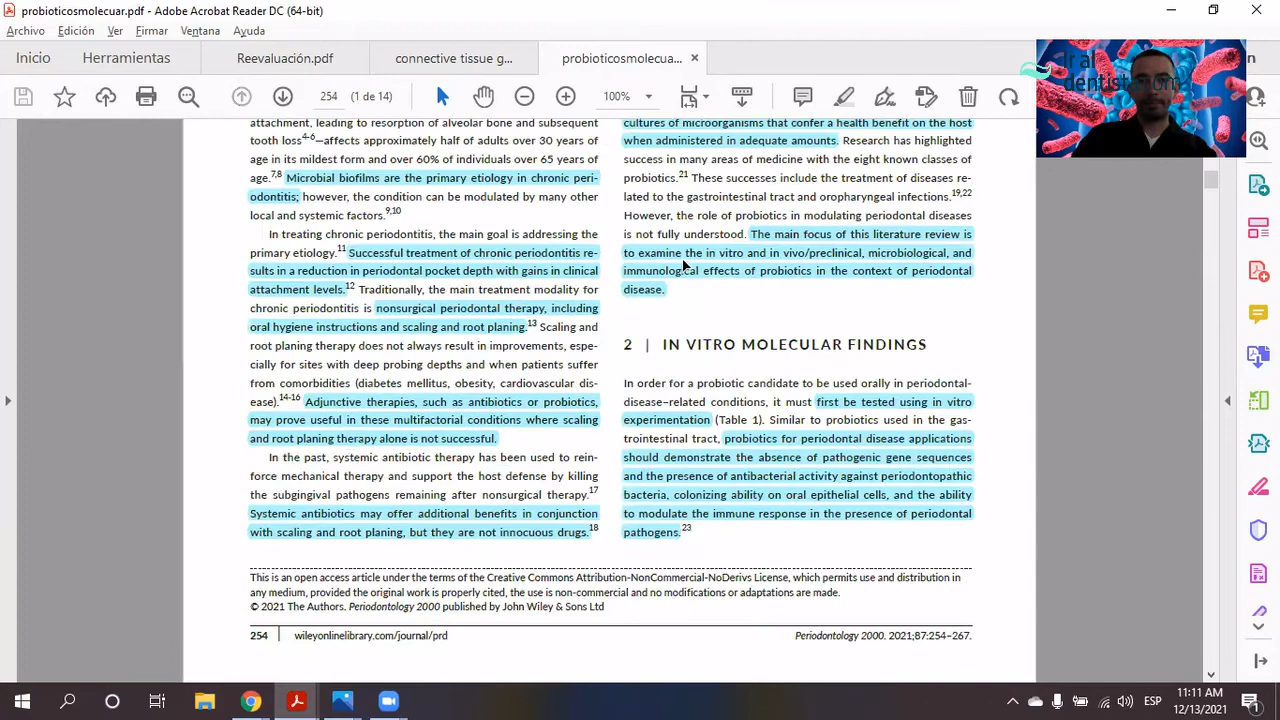 probioticosmolecuar.pdf - Adobe Acrobat Reader DC (64-bit)
Archivo Edición Ver Firmar Ventana Ayuda
Inicio Herramientas Reevaluación.pdf connective tissue g... probioticosmolecua... ×
254 (1 de 14) 100%
Ir al
dentista.com
attachment, leading to resorption of alveolar bone and subsequent
tooth loss4-6—affects approximately half of adults over 30 years of
age in its mildest form and over 60% of individuals over 65 years of
age.7,8 Microbial biofilms are the primary etiology in chronic peri-
odontitis; however, the condition can be modulated by many other
local and systemic factors.9,10
In treating chronic periodontitis, the main goal is addressing the
primary etiology.11 Successful treatment of chronic periodontitis re-
sults in a reduction in periodontal pocket depth with gains in clinical
attachment levels.12 Traditionally, the main treatment modality for
chronic periodontitis is nonsurgical periodontal therapy, including
oral hygiene instructions and scaling and root planing.13 Scaling and
root planing therapy does not always result in improvements, espe-
cially for sites with deep probing depths and when patients suffer
from comorbidities (diabetes mellitus, obesity, cardiovascular dis-
ease).14-16 Adjunctive therapies, such as antibiotics or probiotics,
may prove useful in these multifactorial conditions where scaling
and root planing therapy alone is not successful.
In the past, systemic antibiotic therapy has been used to rein-
force mechanical therapy and support the host defense by killing
the subgingival pathogens remaining after nonsurgical therapy.17
Systemic antibiotics may offer additional benefits in conjunction
with scaling and root planing, but they are not innocuous drugs.18
cultures of microorganisms that confer a health benefit on the host
when administered in adequate amounts. Research has highlighted
success in many areas of medicine with the eight known classes of
probiotics.21 These successes include the treatment of diseases re-
lated to the gastrointestinal tract and oropharyngeal infections.19,22
However, the role of probiotics in modulating periodontal diseases
is not fully understood. The main focus of this literature review is
to examine the in vitro and in vivo/preclinical, microbiological, and
immunological effects of probiotics in the context of periodontal
disease.
2 | IN VITRO MOLECULAR FINDINGS
In order for a probiotic candidate to be used orally in periodontal-
disease–related conditions, it must first be tested using in vitro
experimentation (Table 1). Similar to probiotics used in the gas-
trointestinal tract, probiotics for periodontal disease applications
should demonstrate the absence of pathogenic gene sequences
and the presence of antibacterial activity against periodontopathic
bacteria, colonizing ability on oral epithelial cells, and the ability
to modulate the immune response in the presence of periodontal
pathogens.23
This is an open access article under the terms of the Creative Commons Attribution-NonCommercial-NoDerivs License, which permits use and distribution in
any medium, provided the original work is properly cited, the use is non-commercial and no modifications or adaptations are made.
© 2021 The Authors. Periodontology 2000 published by John Wiley & Sons Ltd
254 | wileyonlinelibrary.com/journal/prd Periodontology 2000. 2021;87:254–267.
ESP
11:11 AM
12/13/2021
1